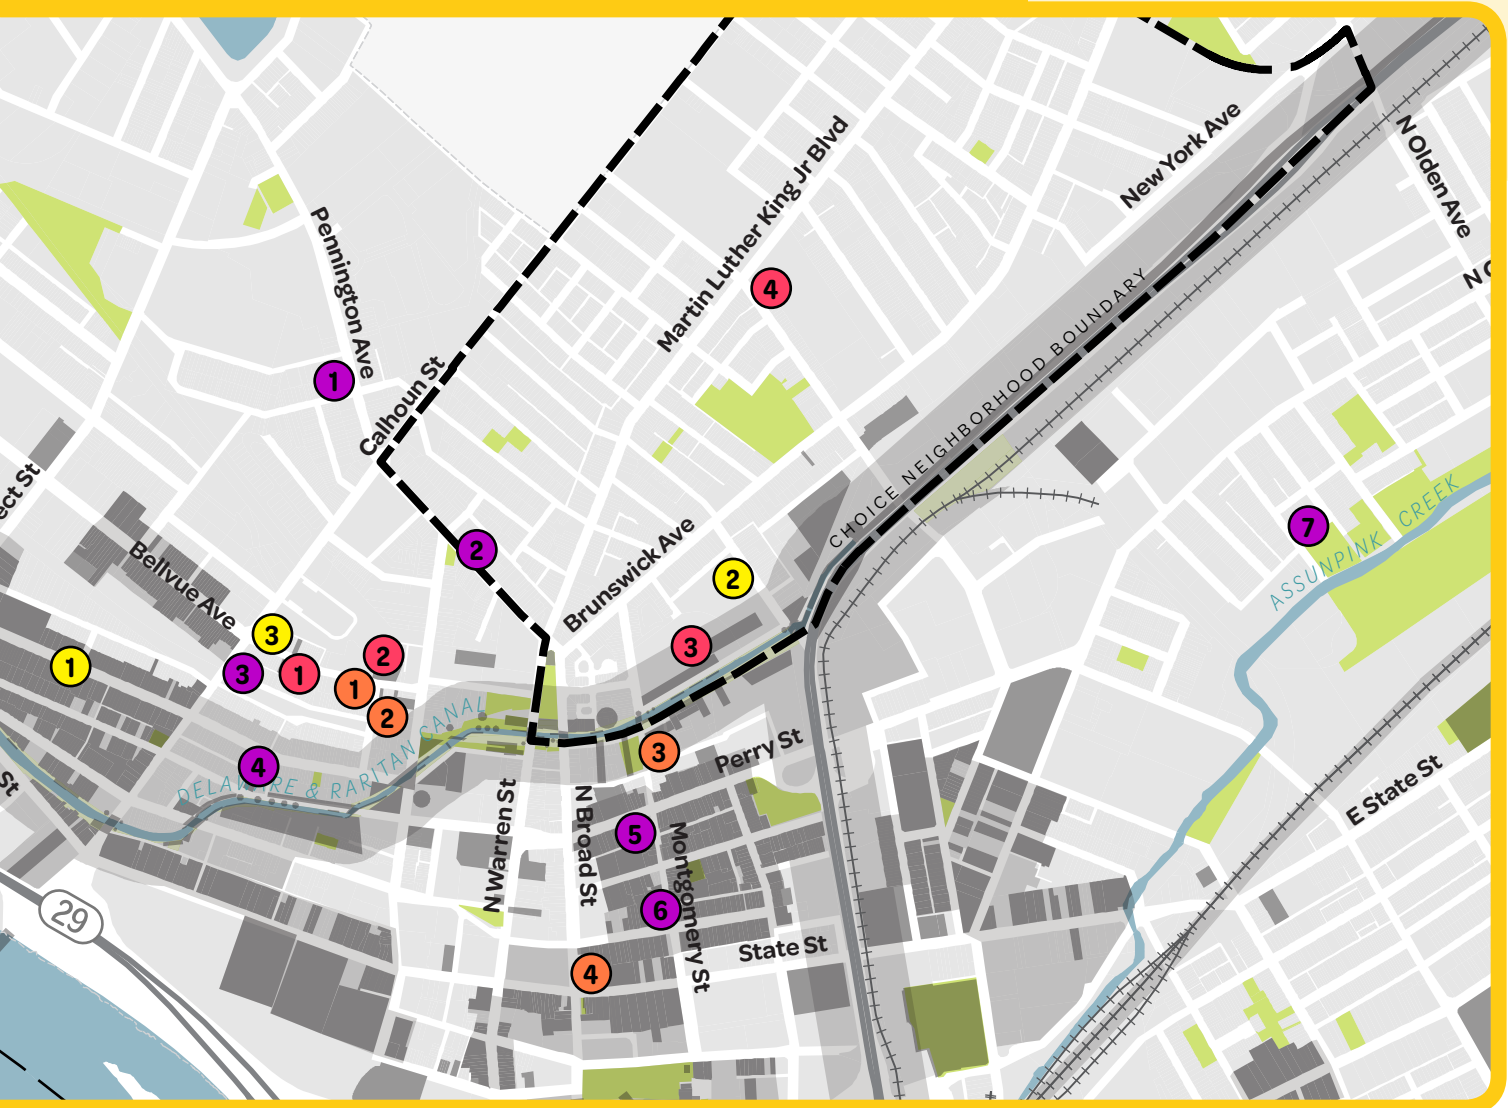 New York Ave
N Olden Ave
Martin Luther King Jr Blvd
Pennington Ave
4
CHOICE NEIGHBORHOOD BOUNDARY
1
Calhoun St
ect St
7
ASSUNPINK CREEK
2
Brunswick Ave
Bellvue Ave
2
3
3
2
1
3
1
1
2
4
DELAWARE & RARITAN CANAL
3
Perry St
St
E State St
N Warren St
N Broad St
5
Montgomery St
6
29
State St
4